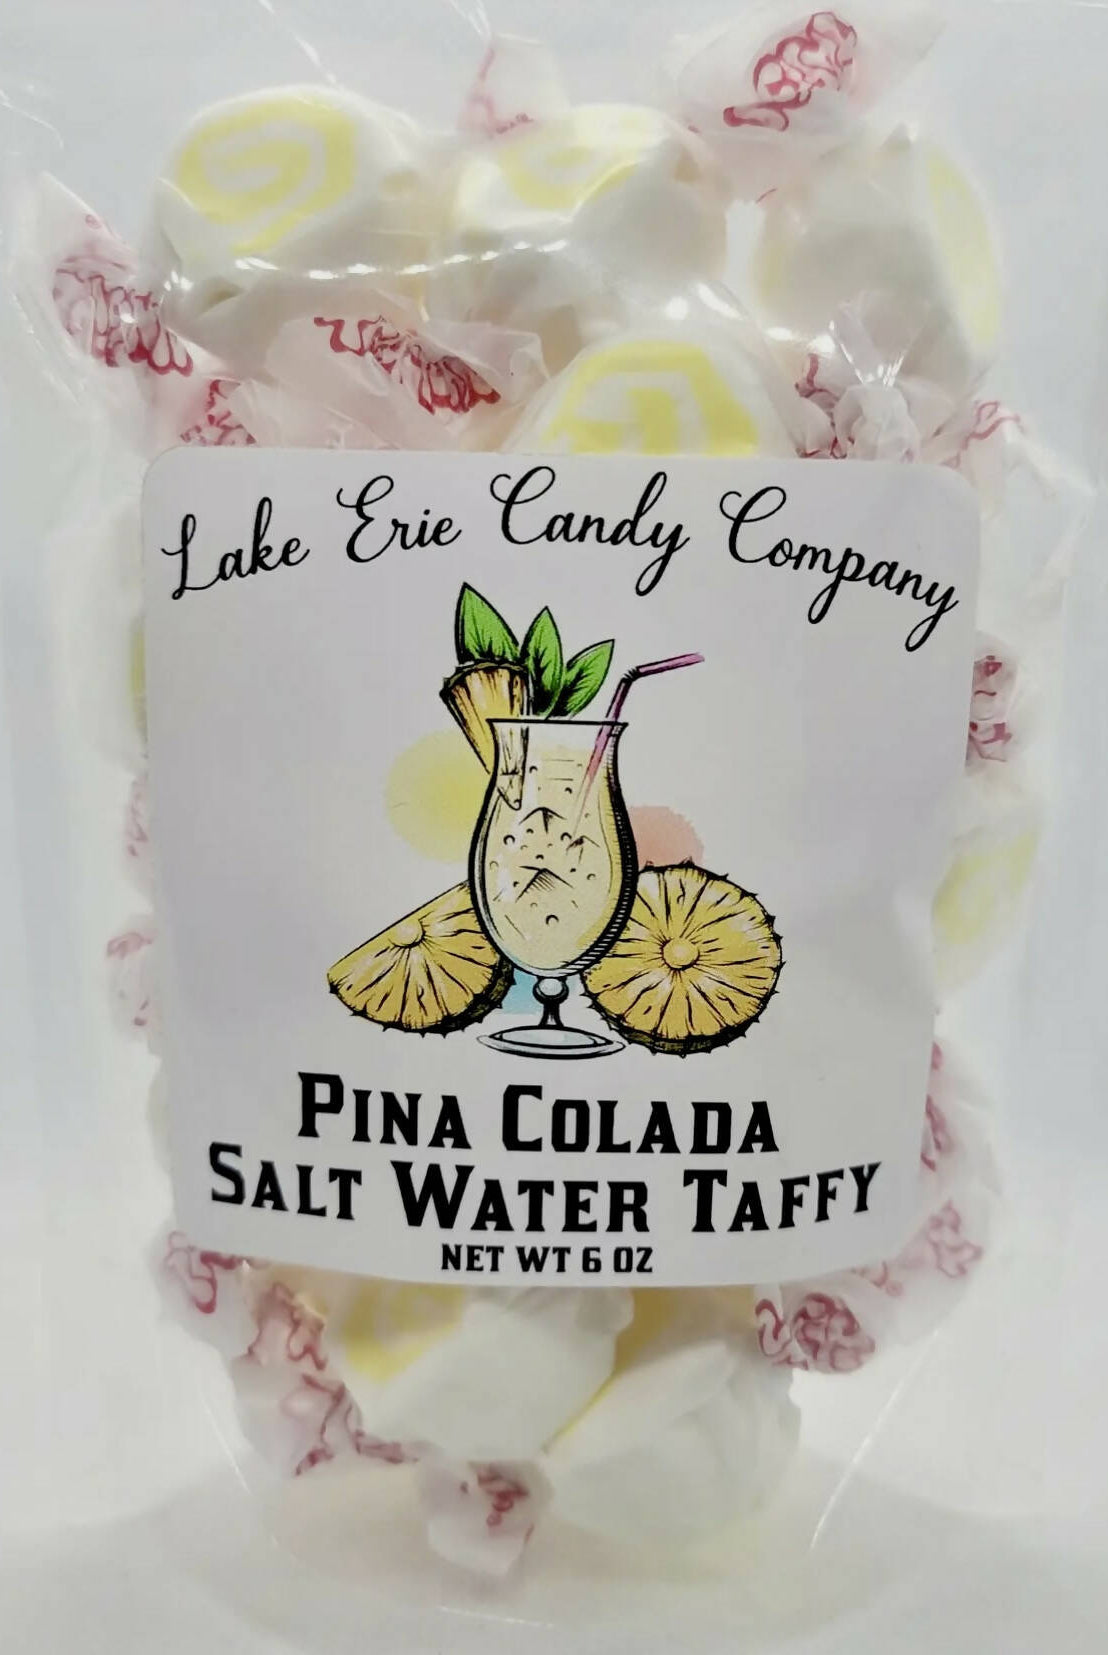 Lake Erie Candy Company
Pina Colada
Salt Water Taffy
NET WT 6 OZ